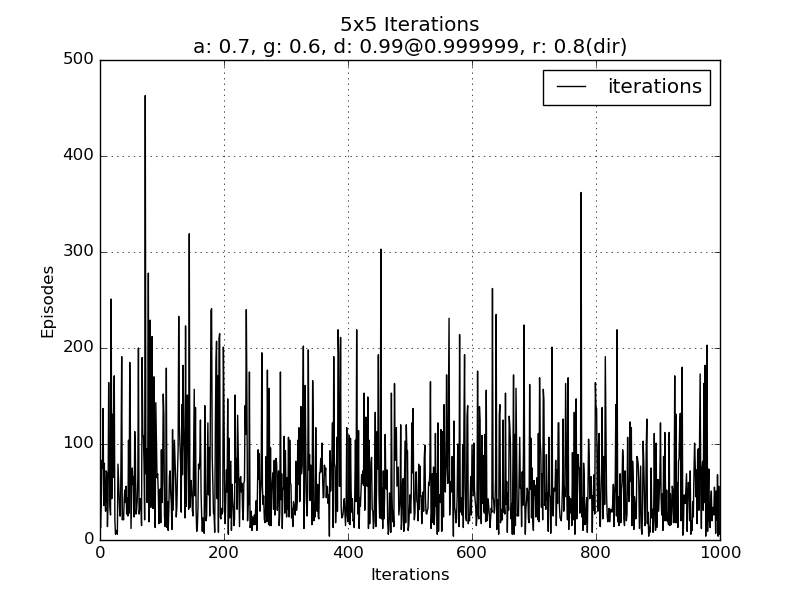 5x5 Iterations
a: 0.7, g: 0.6, d: 0.99@0.999999, r: 0.8(dir)
500
iterations
400
300
Episodes
200
100
0
0 200 400 600 800 1000
Iterations